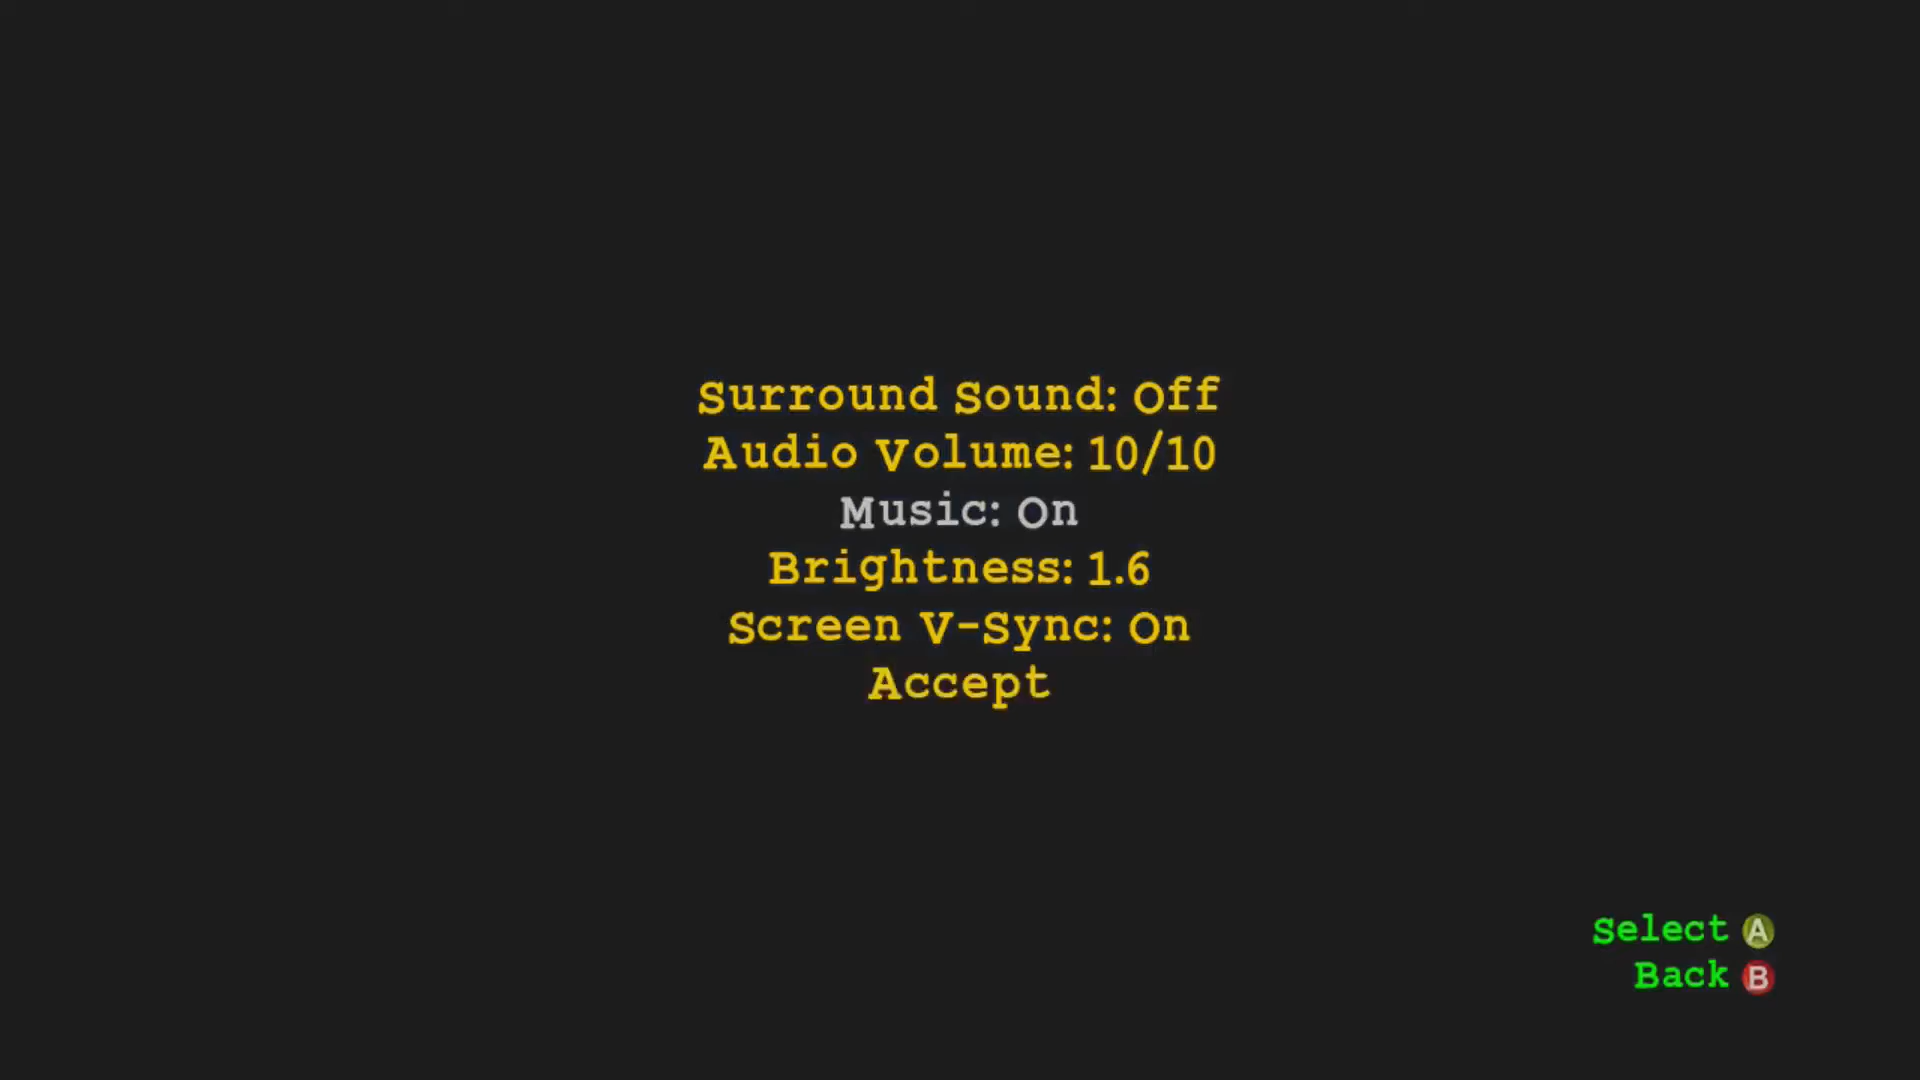 Surround Sound: Off
Audio Volume: 10/10
Music: On
Brightness: 1.6
Screen V-Sync: On
Accept
Select A
Back B